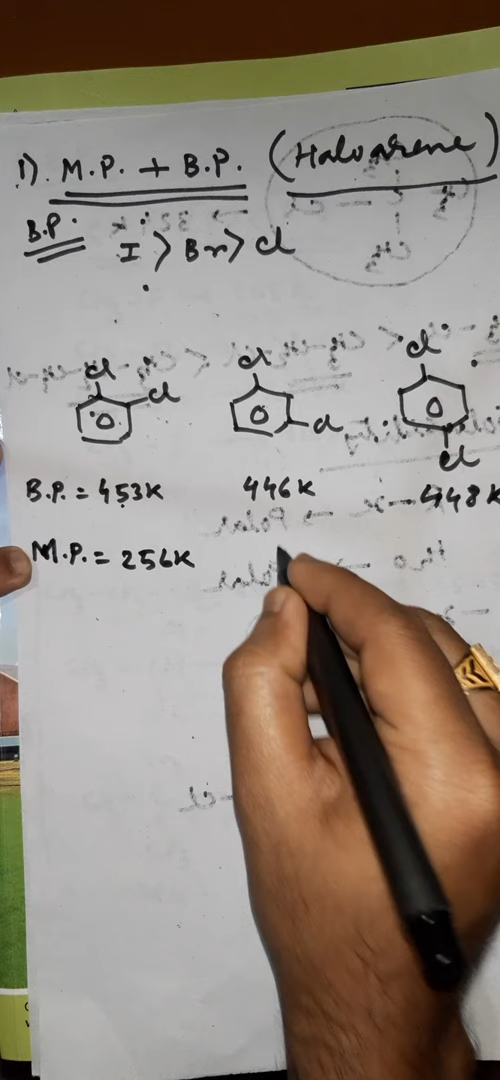 1). M.P. + B.P. (Haloarene)
B.P.
I > Br > Cl
Cl Cl Cl
Cl Cl
Cl
B.P. = 453K 446K 448K
M.P. = 256K